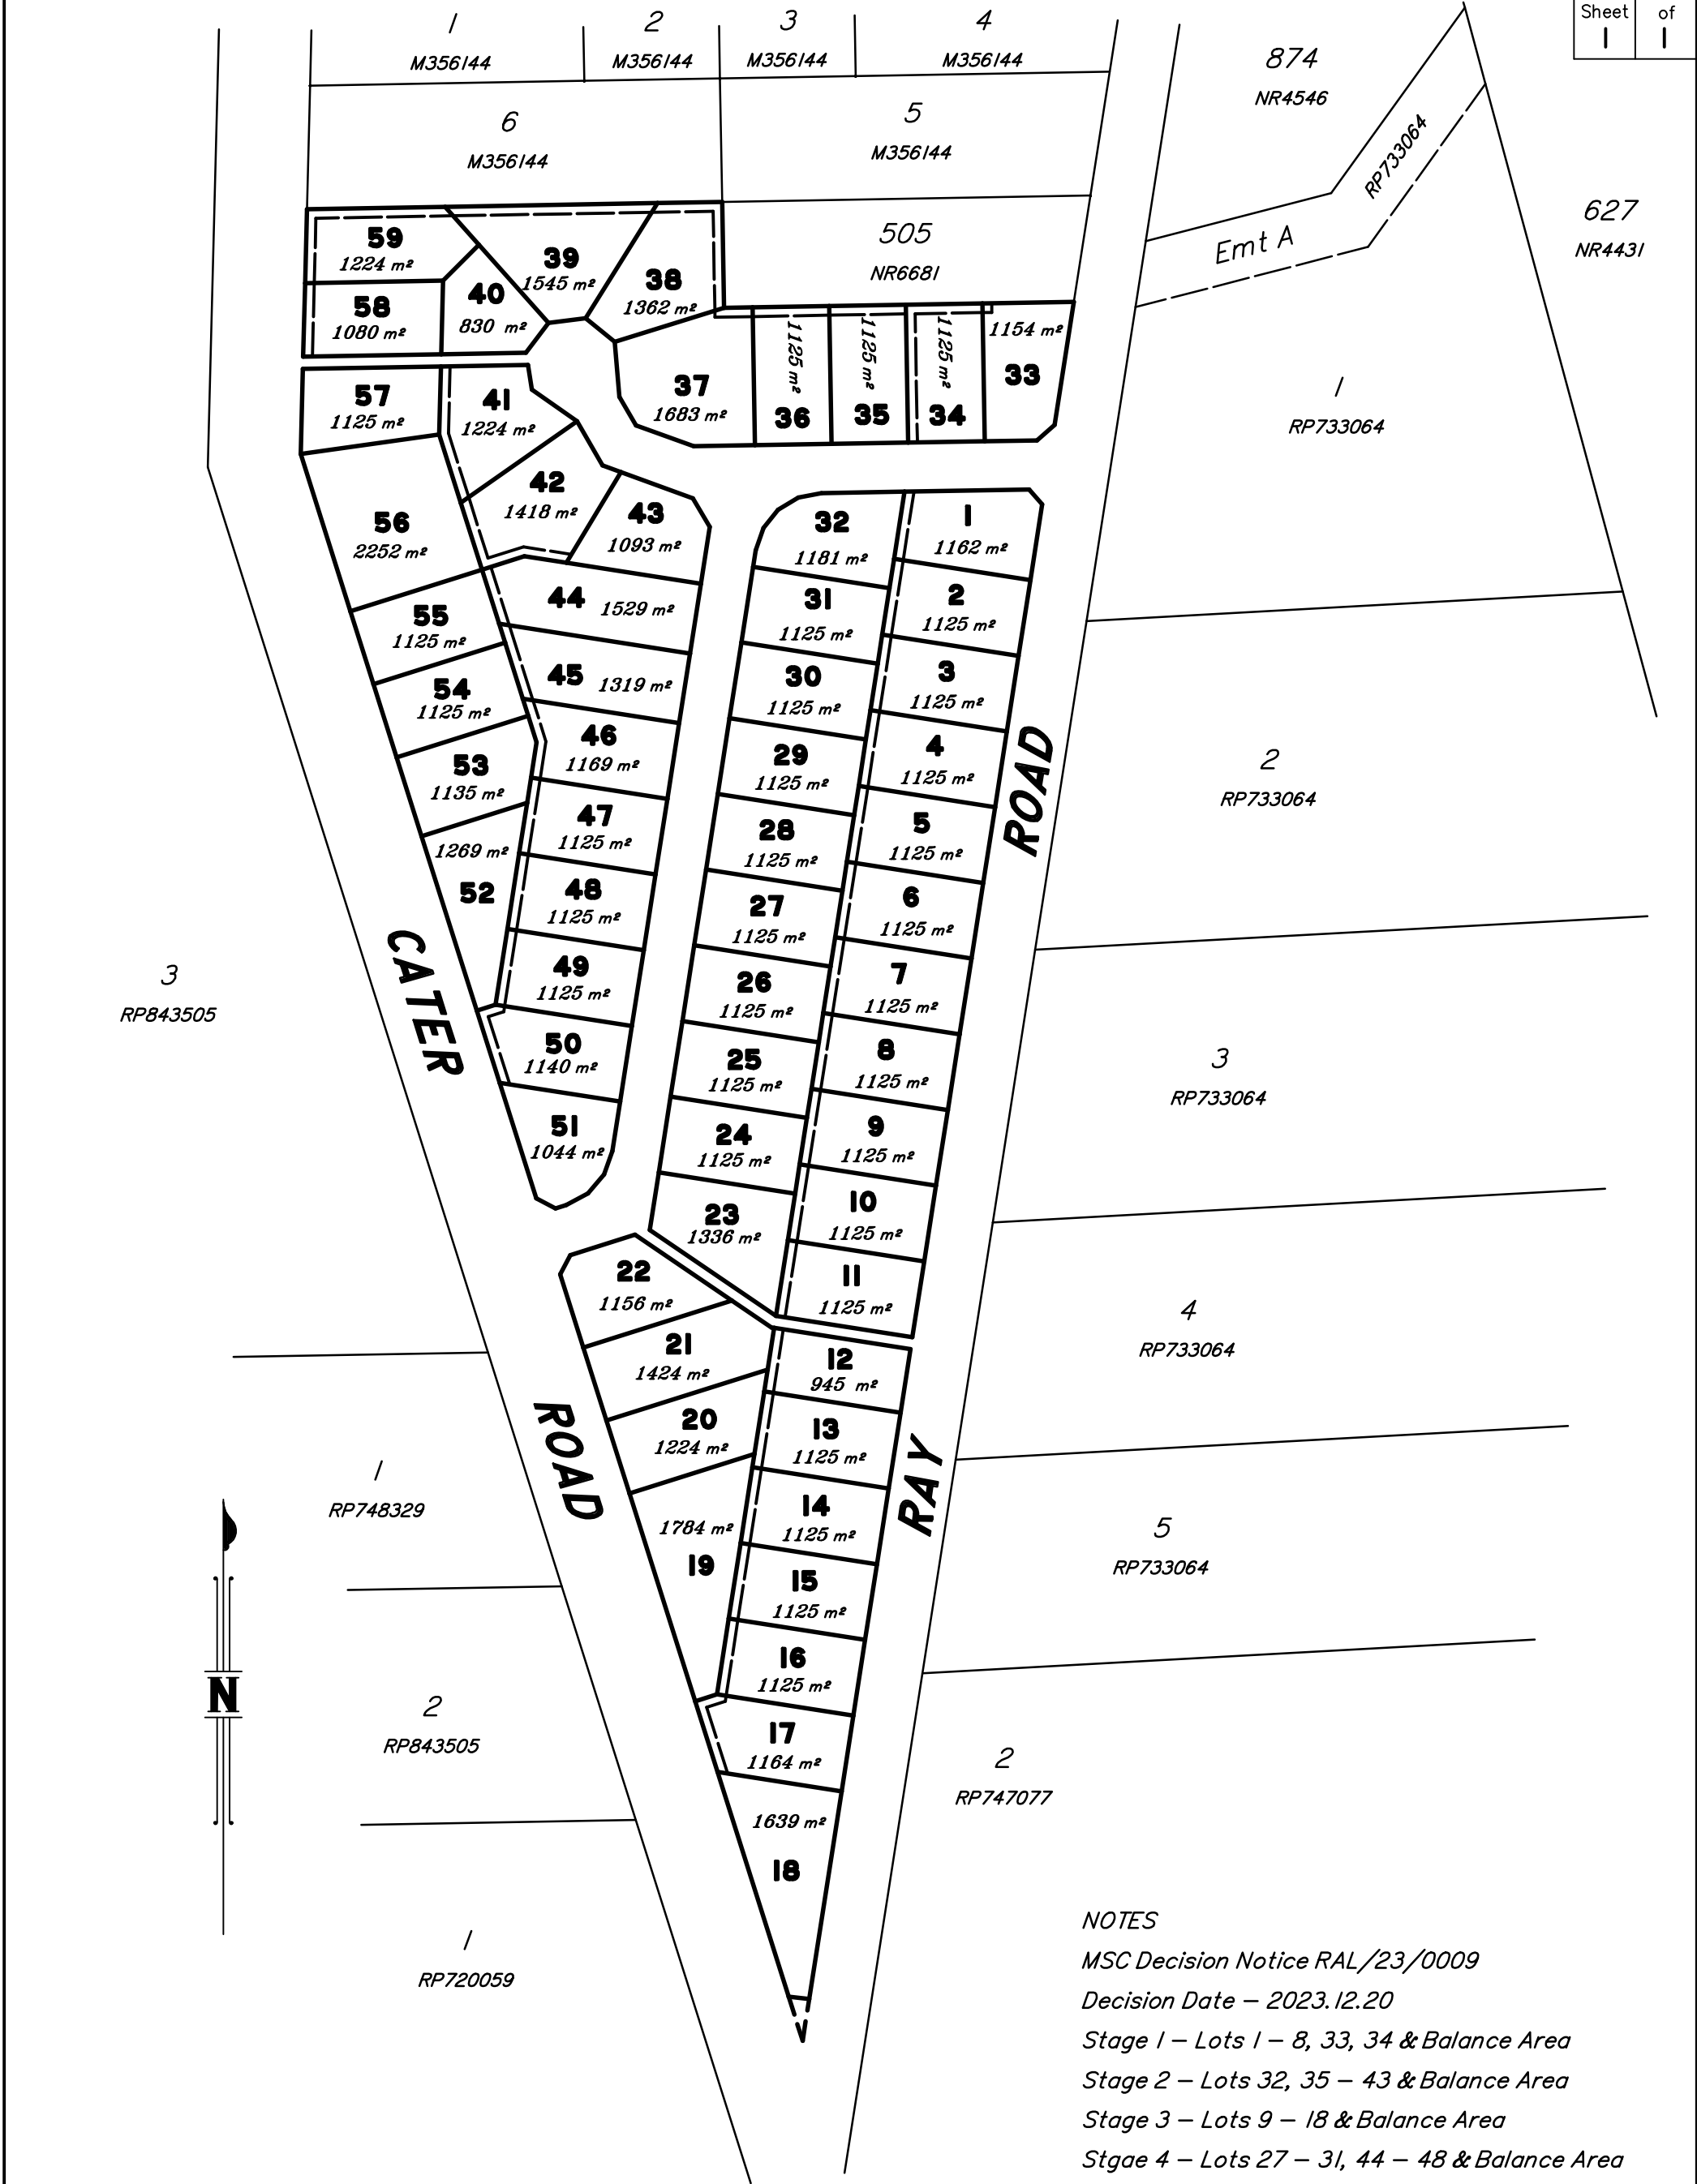 Sheet of
1 1
1
M356144
2
M356144
3
M356144
4
M356144
874
NR4546
6
M356144
5
M356144
RP733064
505
NR6681
Emt A
627
NR4431
59
1224 m²
39
1545 m²
38
1362 m²
58
1080 m²
40
830 m²
37
1683 m²
1125 m²
36
1125 m²
35
1125 m²
34
1154 m²
33
57
1125 m²
41
1224 m²
1
RP733064
42
1418 m²
43
1093 m²
56
2252 m²
32
1181 m²
1
1162 m²
44 1529 m²
31
1125 m²
2
1125 m²
55
1125 m²
45 1319 m²
30
1125 m²
3
1125 m²
54
1125 m²
46
1169 m²
29
1125 m²
4
1125 m²
ROAD
2
RP733064
53
1135 m²
47
1125 m²
28
1125 m²
5
1125 m²
1269 m²
52
48
1125 m²
27
1125 m²
6
1125 m²
CATER
3
RP843505
49
1125 m²
26
1125 m²
7
1125 m²
50
1140 m²
25
1125 m²
8
1125 m²
3
RP733064
51
1044 m²
24
1125 m²
9
1125 m²
23
1336 m²
10
1125 m²
22
1156 m²
11
1125 m²
4
RP733064
21
1424 m²
12
945 m²
20
1224 m²
13
1125 m²
ROAD
RAY
1
RP748329
1784 m²
19
14
1125 m²
5
RP733064
15
1125 m²
16
1125 m²
N
2
RP843505
17
1164 m²
2
RP747077
1639 m²
18
1
RP720059
NOTES
MSC Decision Notice RAL/23/0009
Decision Date – 2023.12.20
Stage 1 – Lots 1 – 8, 33, 34 & Balance Area
Stage 2 – Lots 32, 35 – 43 & Balance Area
Stage 3 – Lots 9 – 18 & Balance Area
Stgae 4 – Lots 27 – 31, 44 – 48 & Balance Area